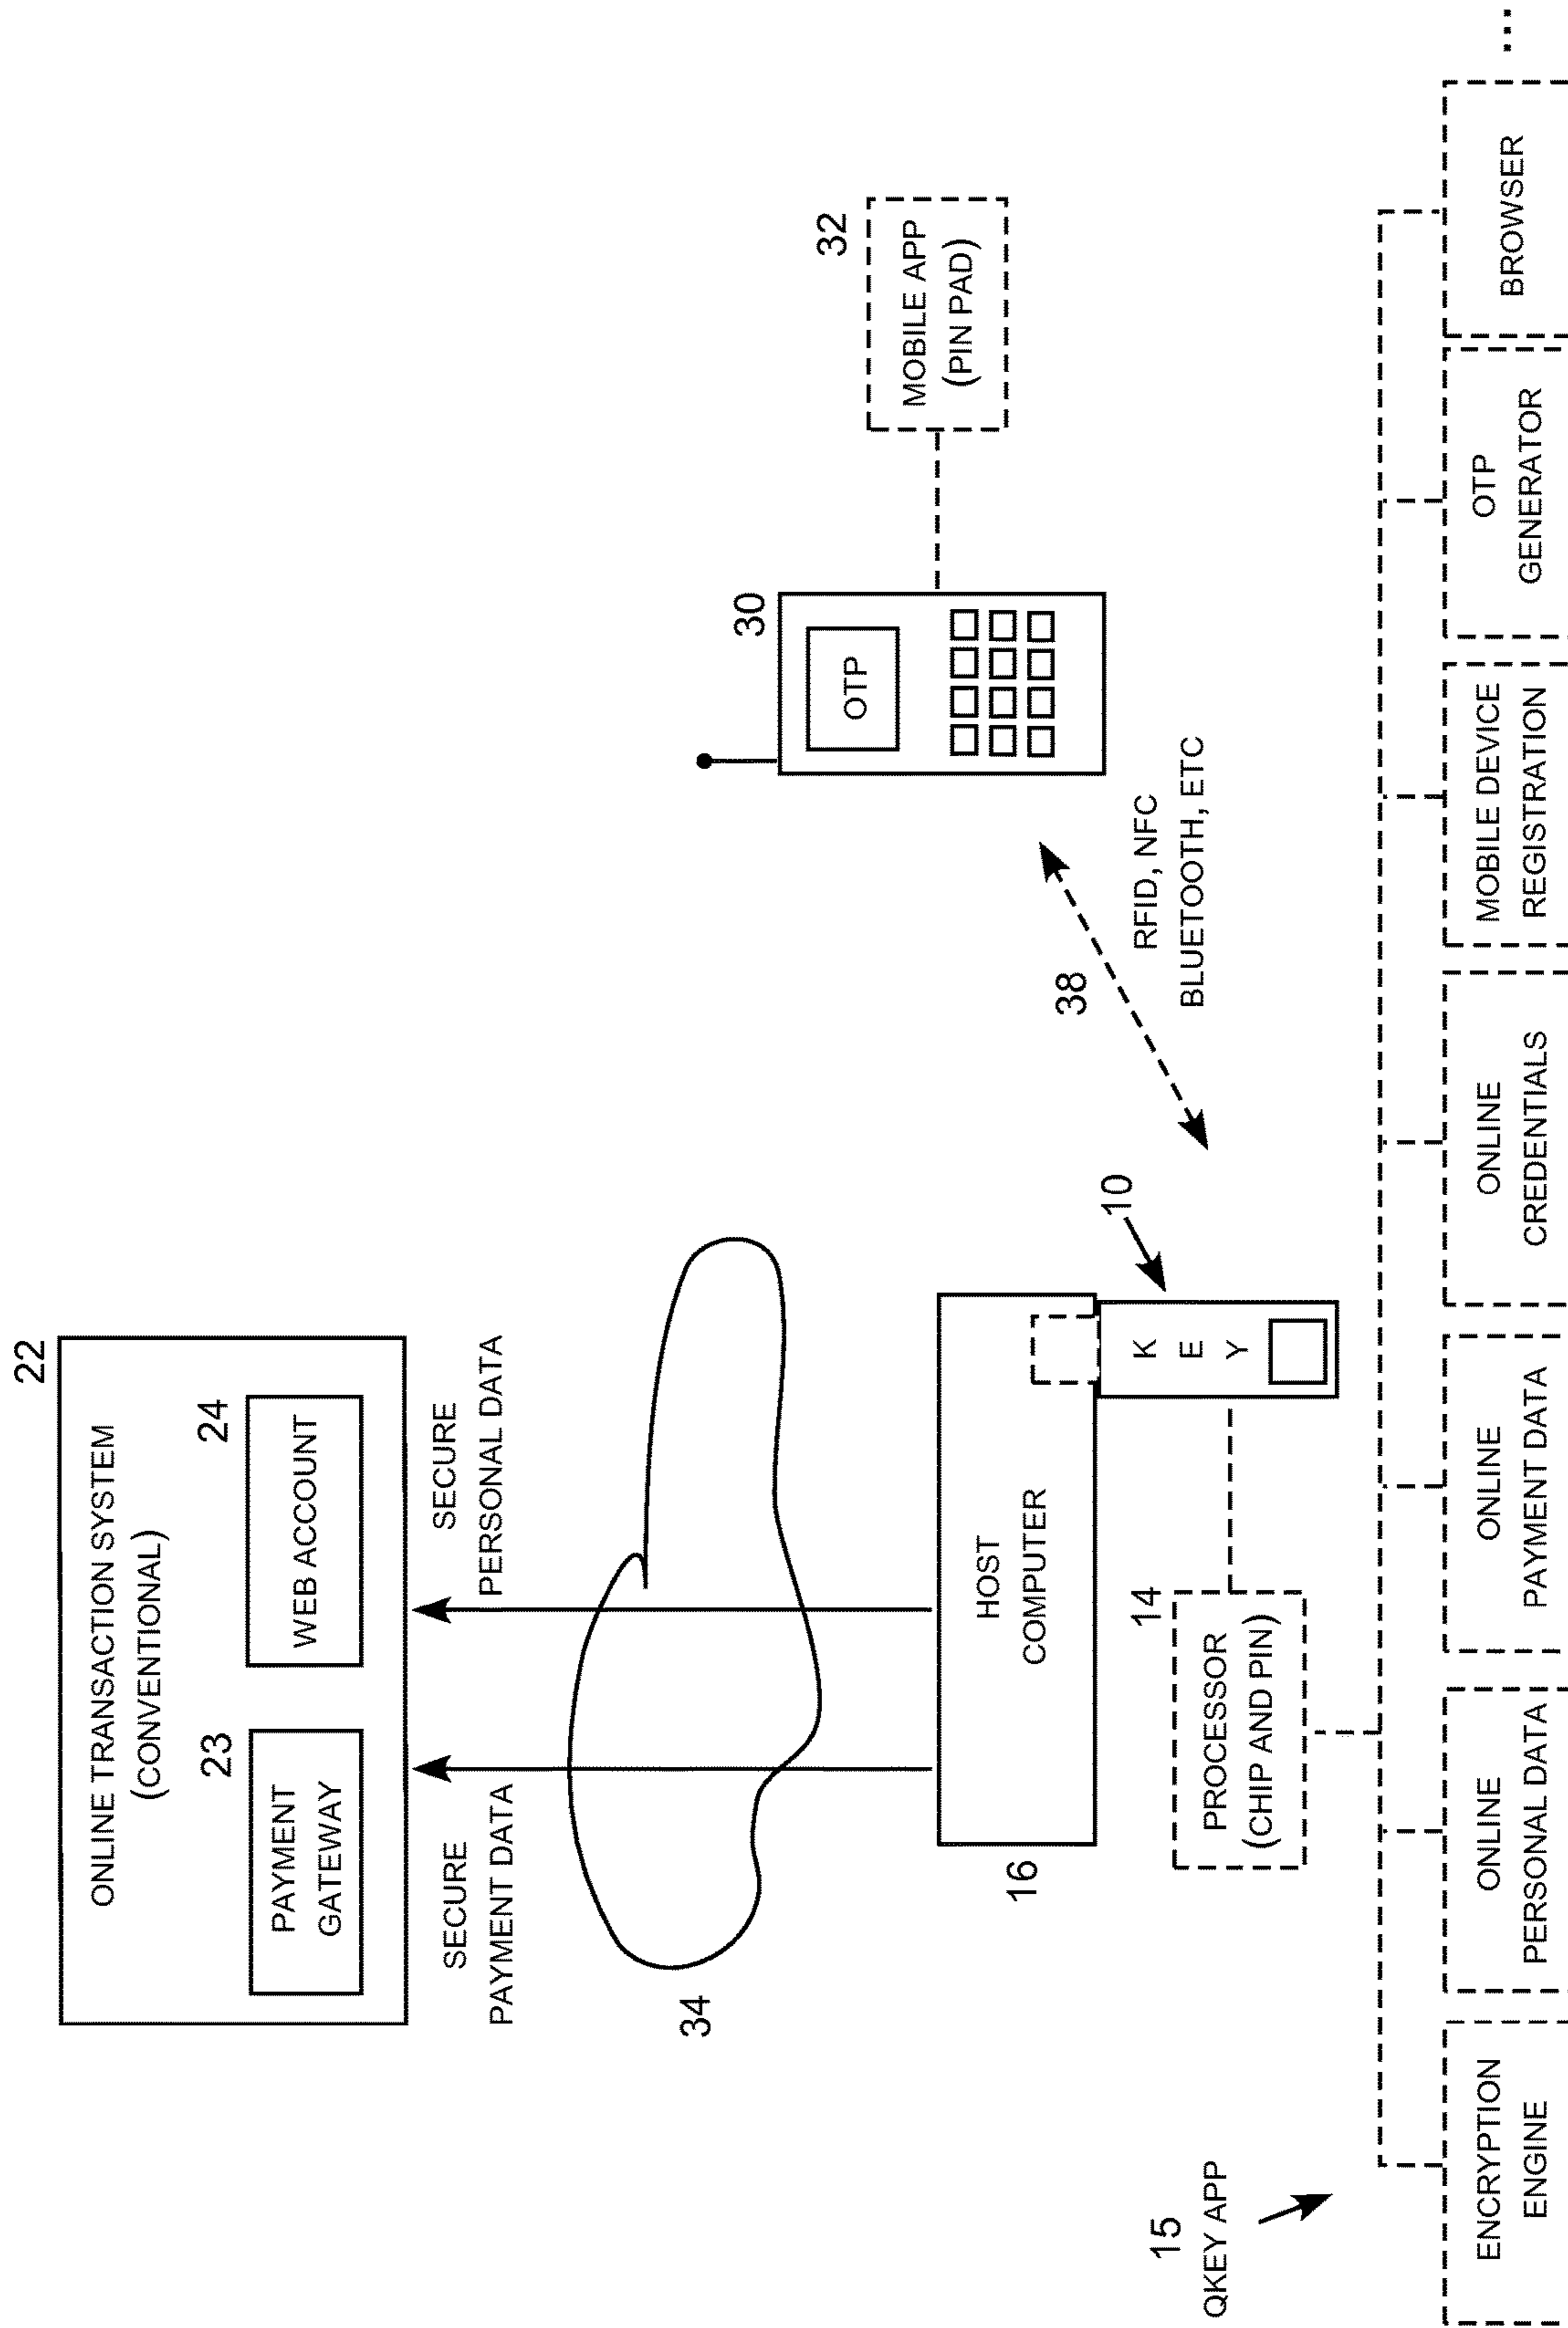 22
ONLINE TRANSACTION SYSTEM
(CONVENTIONAL)
23
PAYMENT
GATEWAY
24
WEB ACCOUNT
SECURE
PAYMENT DATA
SECURE
PERSONAL DATA
34
30
OTP
32
MOBILE APP
(PIN PAD)
16
HOST
COMPUTER
38
RFID, NFC
BLUETOOTH, ETC
10
K
E
Y
14
PROCESSOR
(CHIP AND PIN)
15
QKEY APP
ENCRYPTION
ENGINE
ONLINE
PERSONAL DATA
ONLINE
PAYMENT DATA
ONLINE
CREDENTIALS
MOBILE DEVICE
REGISTRATION
OTP
GENERATOR
BROWSER
...